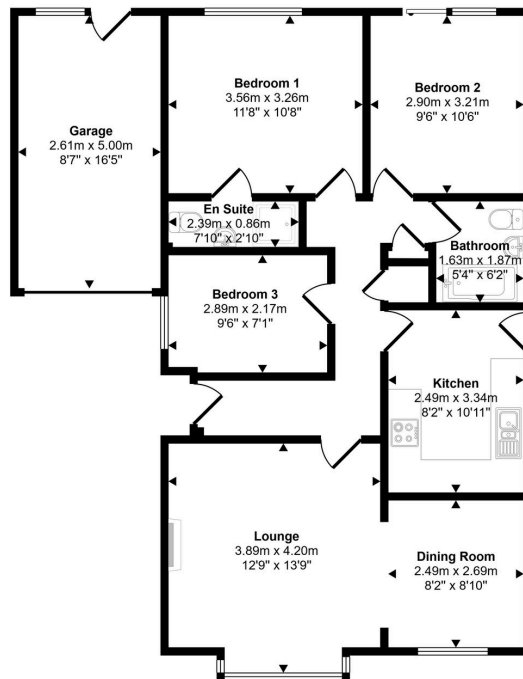 Bedroom 1
3.56m x 3.26m
11'8" x 10'8"
Bedroom 2
2.90m x 3.21m
9'6" x 10'6"
Garage
2.61m x 5.00m
8'7" x 16'5"
En Suite
2.39m x 0.86m
7'10" x 2'10"
Bathroom
1.63m x 1.87m
5'4" x 6'2"
Bedroom 3
2.89m x 2.17m
9'6" x 7'1"
Kitchen
2.49m x 3.34m
8'2" x 10'11"
Lounge
3.89m x 4.20m
12'9" x 13'9"
Dining Room
2.49m x 2.69m
8'2" x 8'10"